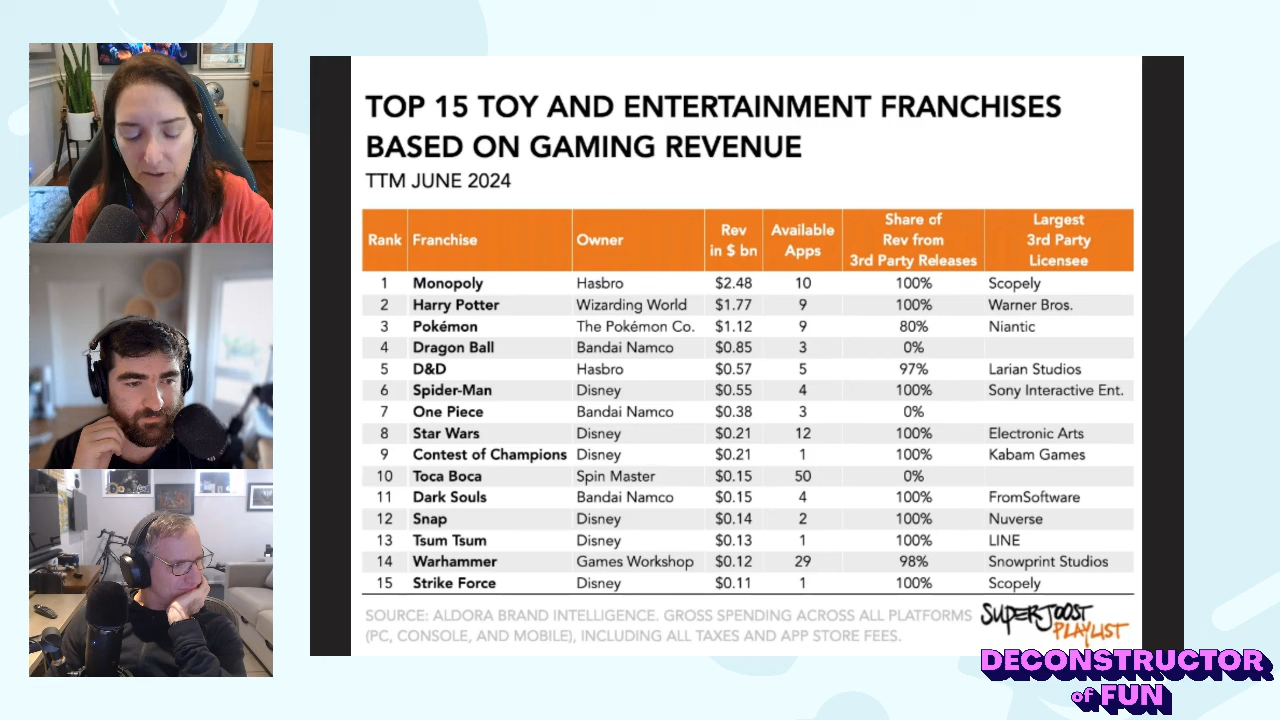 TOP 15 TOY AND ENTERTAINMENT FRANCHISES
BASED ON GAMING REVENUE
TTM JUNE 2024
Rank Franchise Owner Rev in $ bn Available Apps Share of Rev from 3rd Party Releases Largest 3rd Party Licensee
1 Monopoly Hasbro $2.48 10 100% Scopely
2 Harry Potter Wizarding World $1.77 9 100% Warner Bros.
3 Pokémon The Pokémon Co. $1.12 9 80% Niantic
4 Dragon Ball Bandai Namco $0.85 3 0%
5 D&D Hasbro $0.57 5 97% Larian Studios
6 Spider-Man Disney $0.55 4 100% Sony Interactive Ent.
7 One Piece Bandai Namco $0.38 3 0%
8 Star Wars Disney $0.21 12 100% Electronic Arts
9 Contest of Champions Disney $0.21 1 100% Kabam Games
10 Toca Boca Spin Master $0.15 50 0%
11 Dark Souls Bandai Namco $0.15 4 100% FromSoftware
12 Snap Disney $0.14 2 100% Nuverse
13 Tsum Tsum Disney $0.13 1 100% LINE
14 Warhammer Games Workshop $0.12 29 98% Snowprint Studios
15 Strike Force Disney $0.11 1 100% Scopely
SOURCE: ALDORA BRAND INTELLIGENCE. GROSS SPENDING ACROSS ALL PLATFORMS
(PC, CONSOLE, AND MOBILE), INCLUDING ALL TAXES AND APP STORE FEES.
SUPERJOOST
PLAYLIST
DECONSTRUCTOR
of FUN